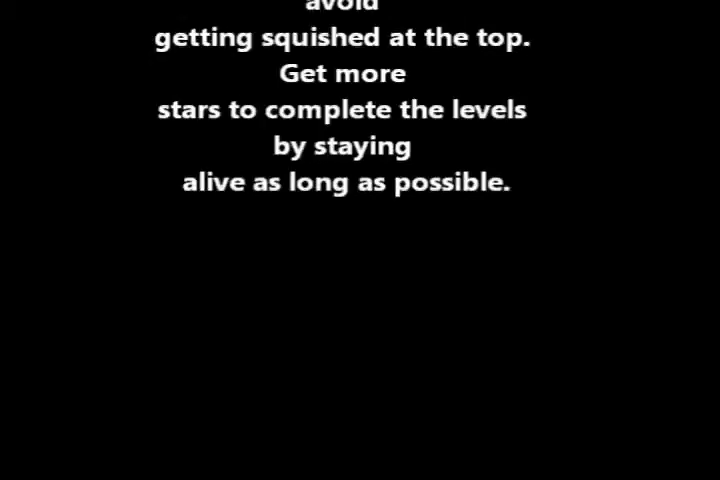 avoid
getting squished at the top.
Get more
stars to complete the levels
by staying
alive as long as possible.